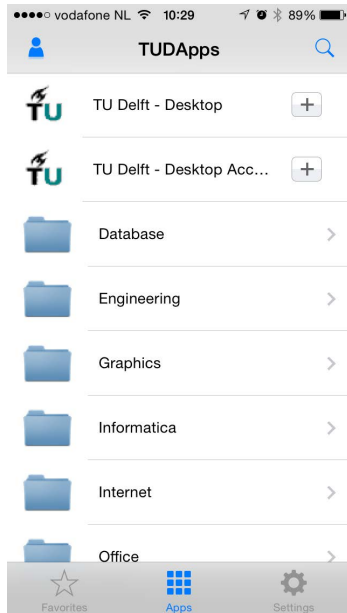 vodafone NL 10:29 89%
TUDApps
TU TU Delft - Desktop
TU TU Delft - Desktop Acc...
Database
Engineering
Graphics
Informatica
Internet
Office
Favorites Apps Settings